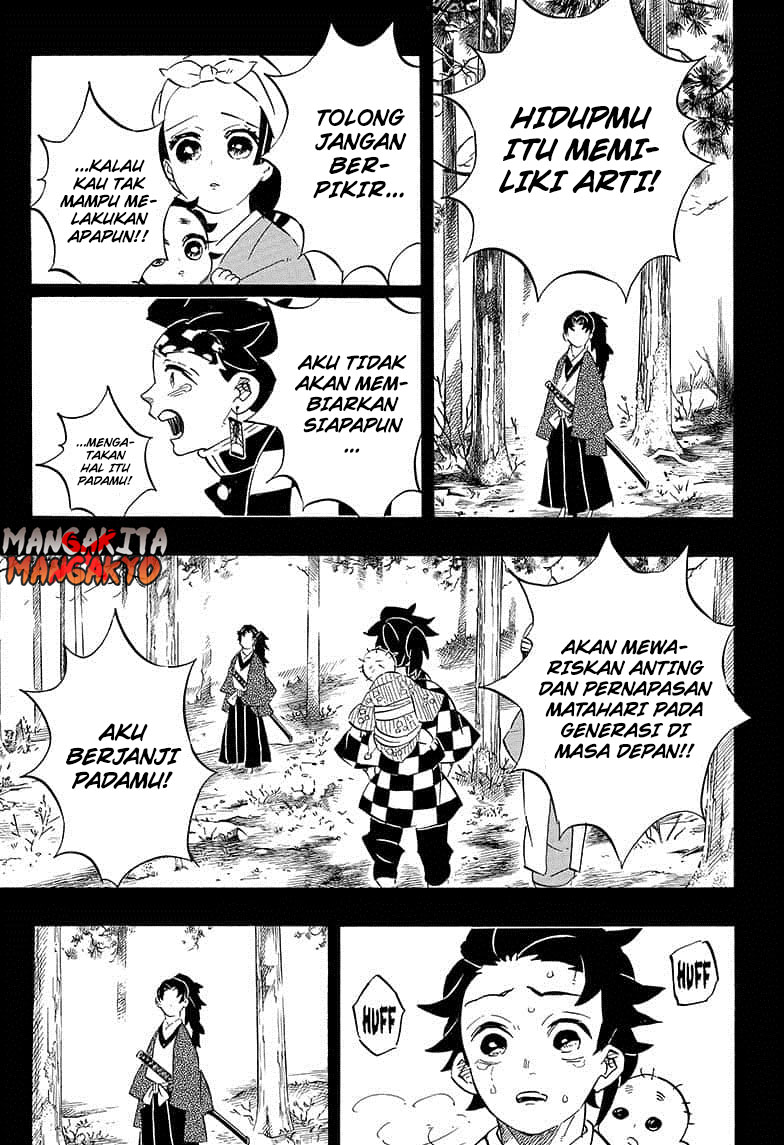 HIDUPMU
ITU MEMI-
LIKI ARTI!
TOLONG
JANGAN
BER-
PIKIR...
...KALAU
KAU TAK
MAMPU ME-
LAKUKAN
APAPUN!!
AKU TIDAK
AKAN MEM-
BIARKAN
SIAPAPUN
...
...MENGA-
TAKAN
HAL ITU
PADAMU!
MANGAKITA
MANGAKYO
AKAN MEWA-
RISKAN ANTING
DAN PERNAPASAN
MATAHARI PADA
GENERASI DI
MASA DEPAN!!
AKU
BERJANJI
PADAMU!
HUFF
HUFF